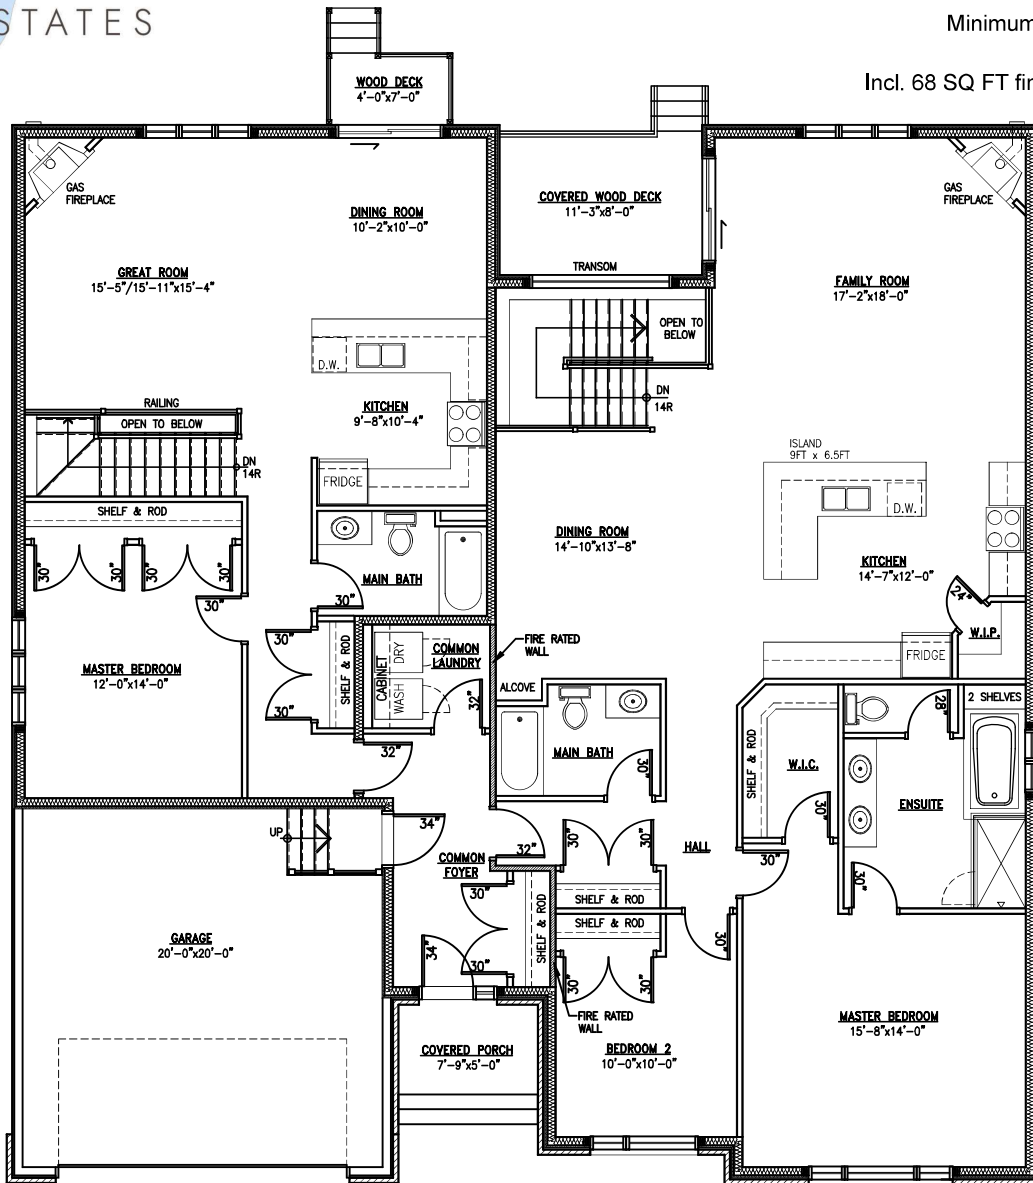 STATES
Minimum
Incl. 68 SQ FT fin
WOOD DECK
4'-0"x7'-0"
GAS
FIREPLACE
DINING ROOM
10'-2"x10'-0"
COVERED WOOD DECK
11'-3"x8'-0"
GAS
FIREPLACE
GREAT ROOM
15'-5"/15'-11"x15'-4"
TRANSOM
FAMILY ROOM
17'-2"x18'-0"
OPEN TO
BELOW
D.W.
KITCHEN
9'-8"x10'-4"
DN
14R
RAILING
OPEN TO BELOW
DN
14R
FRIDGE
ISLAND
9FT x 6.5FT
D.W.
SHELF & ROD
DINING ROOM
14'-10"x13'-8"
KITCHEN
14'-7"x12'-0"
30"
30"
30"
30"
MAIN BATH
30"
30"
24"
W.I.P.
FRIDGE
30"
SHELF & ROD
30"
CABINET
DRY
WASH
COMMON
LAUNDRY
32"
FIRE RATED
WALL
MASTER BEDROOM
12'-0"x14'-0"
ALCOVE
2 SHELVES
28"
32"
MAIN BATH
30"
SHELF & ROD
W.I.C.
30"
ENSUITE
UP
34"
COMMON
FOYER
32"
30"
30"
HALL
30"
30"
30"
SHELF & ROD
30"
SHELF & ROD
SHELF & ROD
30"
GARAGE
20'-0"x20'-0"
34"
30"
30"
FIRE RATED
WALL
MASTER BEDROOM
15'-8"x14'-0"
COVERED PORCH
7'-9"x5'-0"
BEDROOM 2
10'-0"x10'-0"